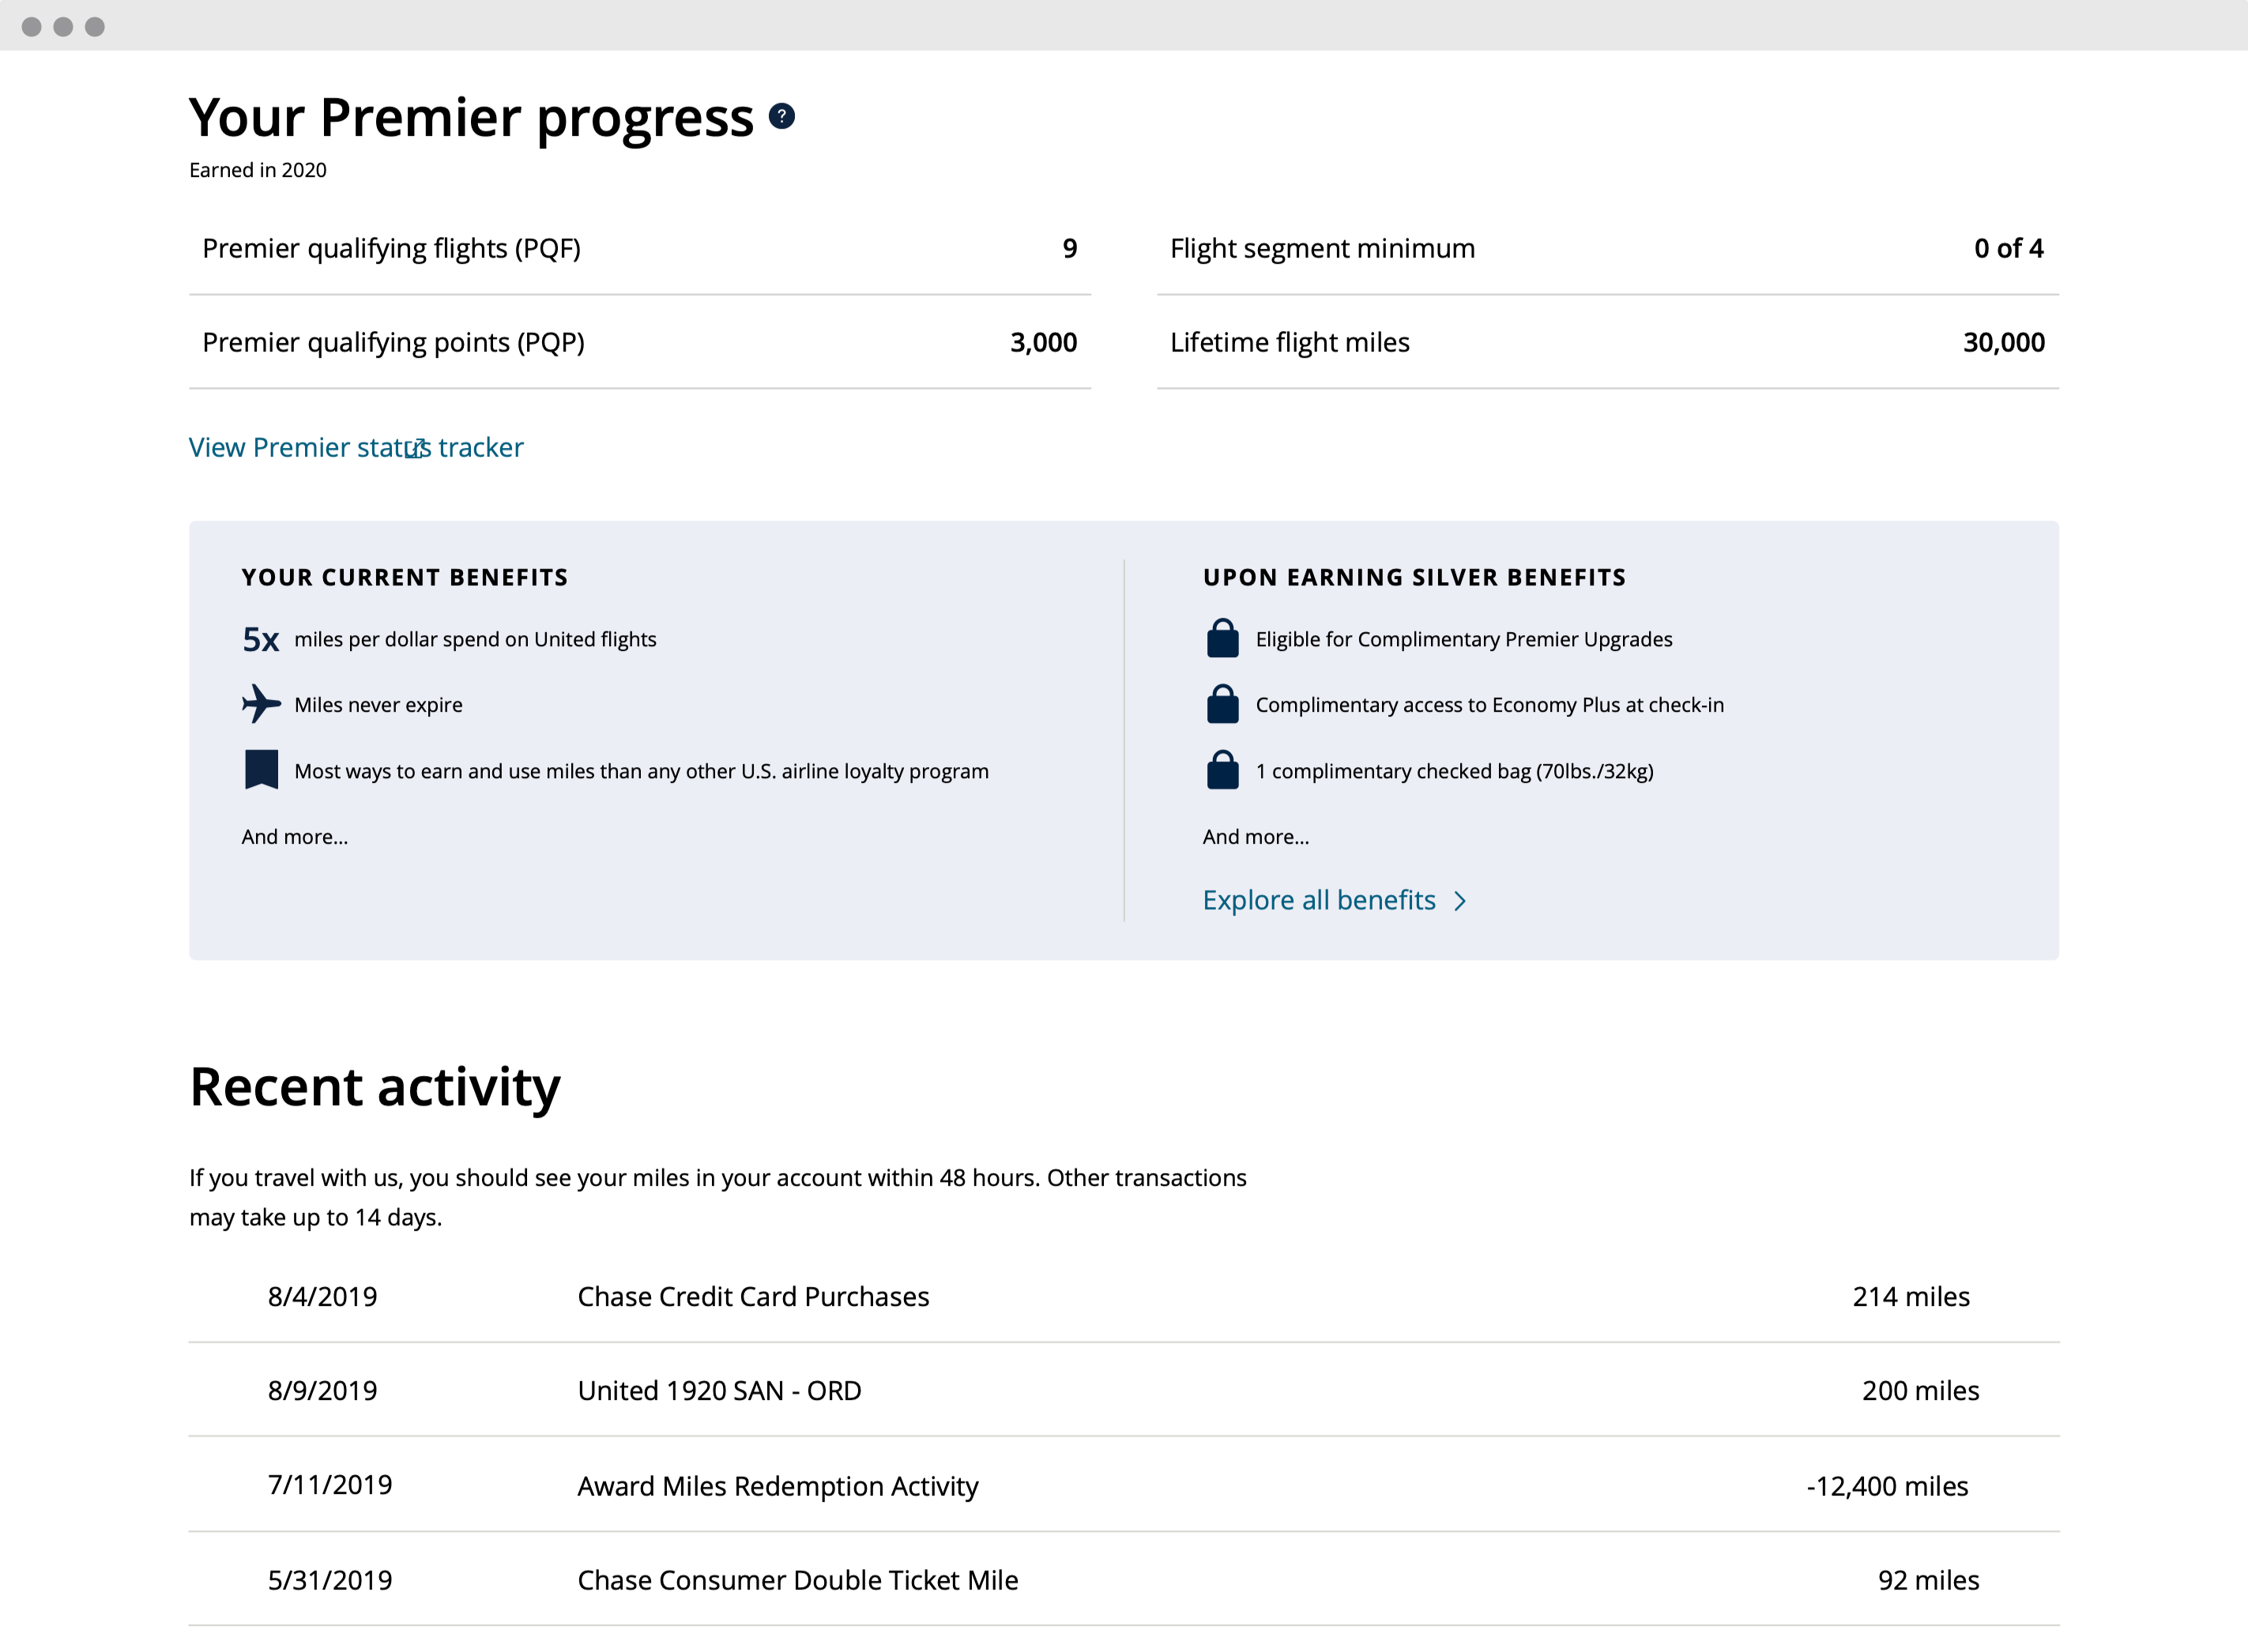 Your Premier progress ?
Earned in 2020
Premier qualifying flights (PQF) 9
Flight segment minimum 0 of 4
Premier qualifying points (PQP) 3,000
Lifetime flight miles 30,000
View Premier status tracker
YOUR CURRENT BENEFITS
5x miles per dollar spend on United flights
Miles never expire
Most ways to earn and use miles than any other U.S. airline loyalty program
And more...
UPON EARNING SILVER BENEFITS
Eligible for Complimentary Premier Upgrades
Complimentary access to Economy Plus at check-in
1 complimentary checked bag (70lbs./32kg)
And more...
Explore all benefits
Recent activity
If you travel with us, you should see your miles in your account within 48 hours. Other transactions
may take up to 14 days.
8/4/2019 Chase Credit Card Purchases 214 miles
8/9/2019 United 1920 SAN - ORD 200 miles
7/11/2019 Award Miles Redemption Activity -12,400 miles
5/31/2019 Chase Consumer Double Ticket Mile 92 miles